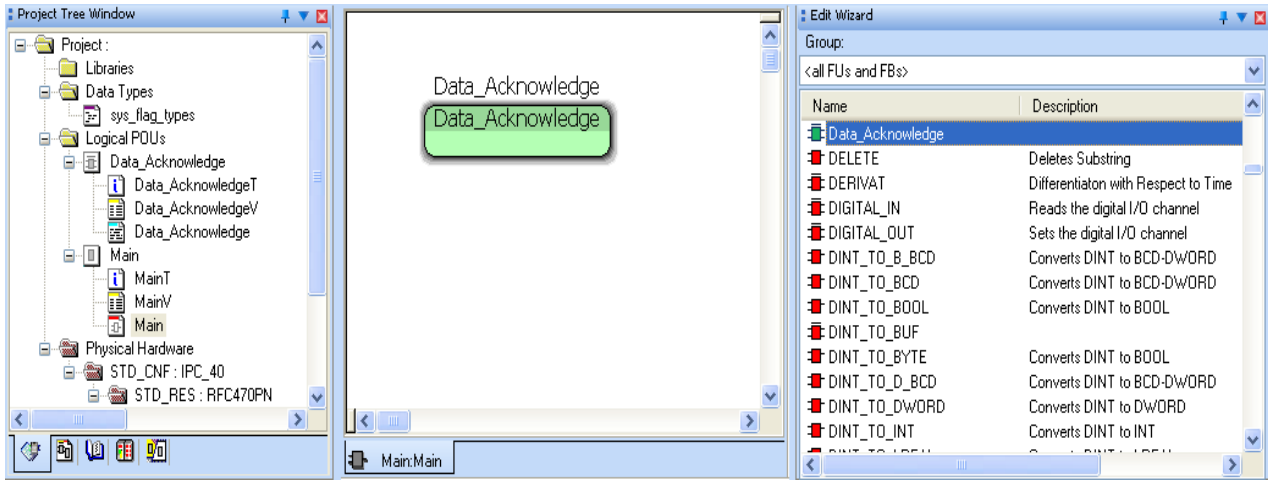 Project Tree Window
Project :
Libraries
Data Types
sys_flag_types
Logical POUs
Data_Acknowledge
Data_AcknowledgeT
Data_AcknowledgeV
Data_Acknowledge
Main
MainT
MainV
Main
Physical Hardware
STD_CNF : IPC_40
STD_RES : RFC470PN
Data_Acknowledge
Data_Acknowledge
Main:Main
Edit Wizard
Group:
<all FUs and FBs>
Name Description
Data_Acknowledge
DELETE Deletes Substring
DERIVAT Differentiaton with Respect to Time
DIGITAL_IN Reads the digital I/O channel
DIGITAL_OUT Sets the digital I/O channel
DINT_TO_B_BCD Converts DINT to BCD-DWORD
DINT_TO_BCD Converts DINT to BCD-DWORD
DINT_TO_BOOL Converts DINT to BOOL
DINT_TO_BUF
DINT_TO_BYTE Converts DINT to BOOL
DINT_TO_D_BCD Converts DINT to BCD-DWORD
DINT_TO_DWORD Converts DINT to DWORD
DINT_TO_INT Converts DINT to INT